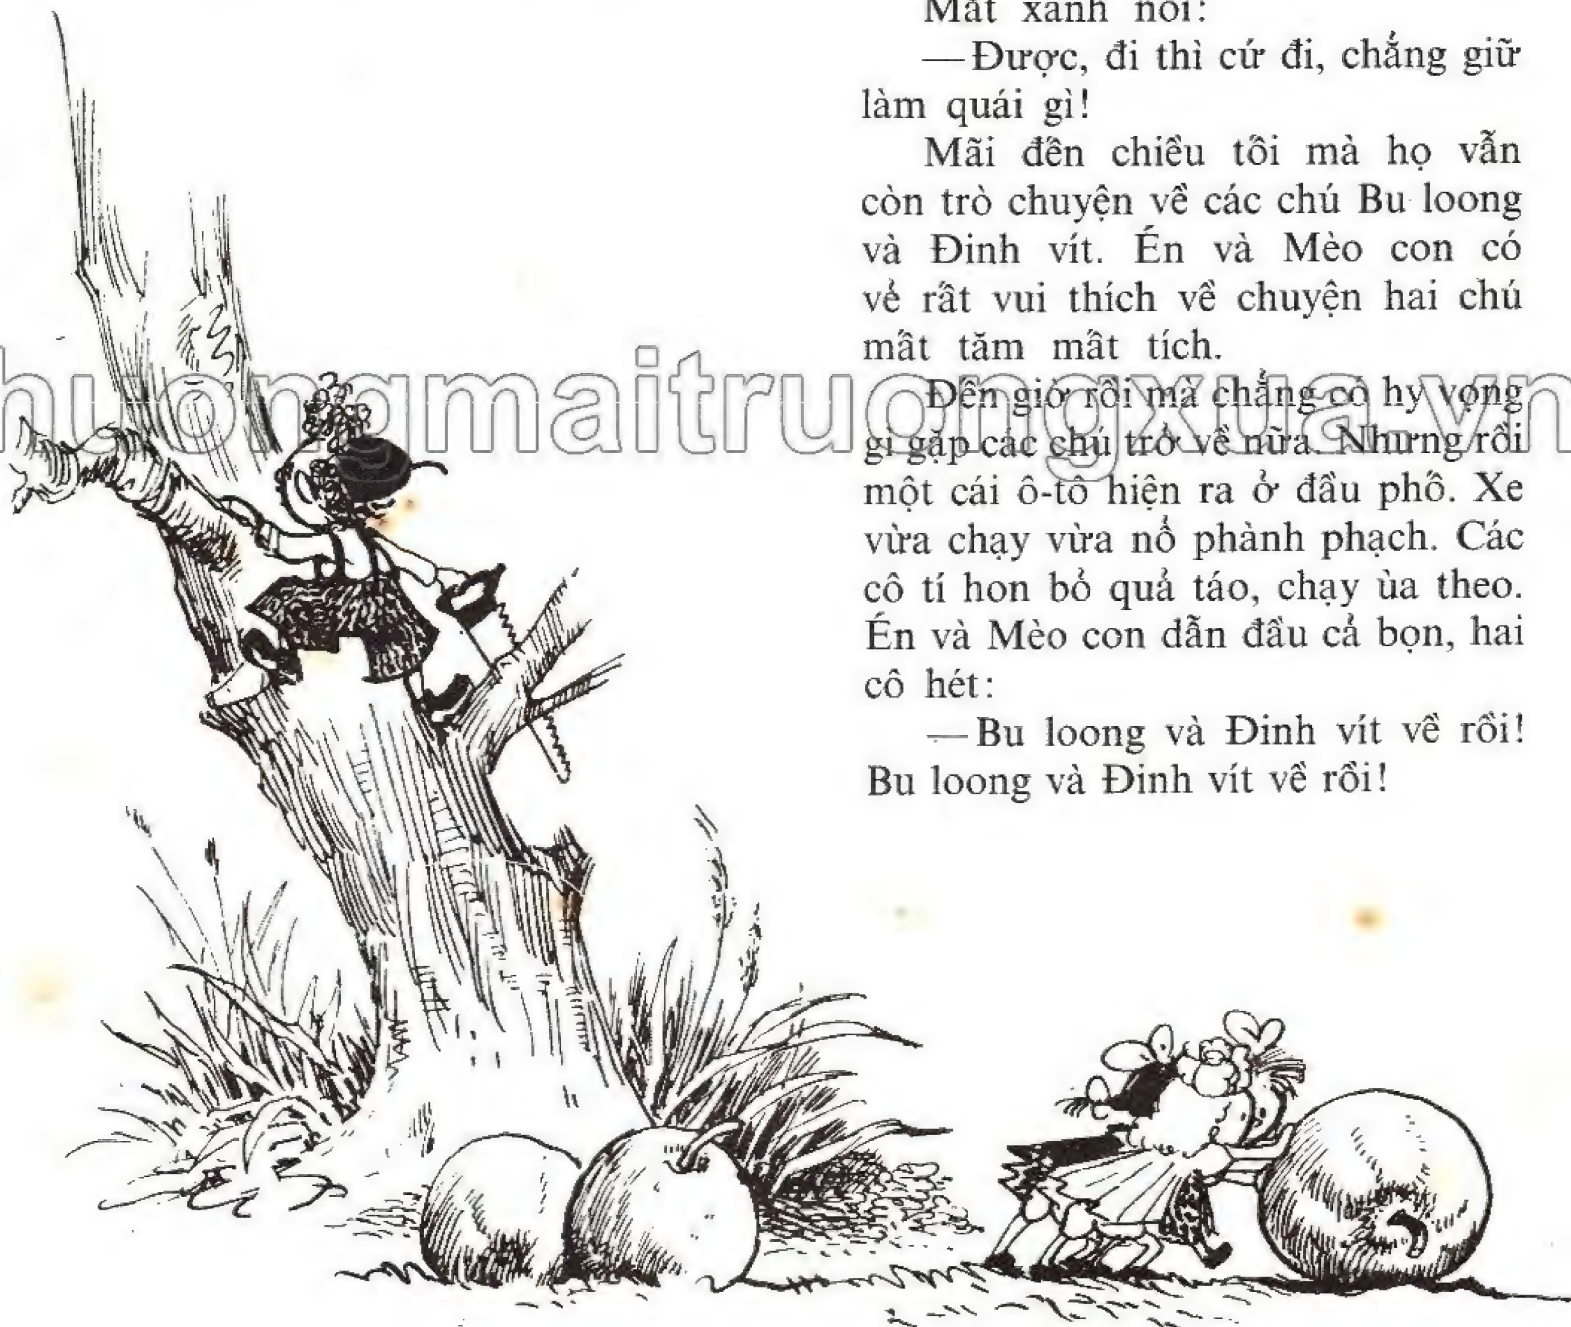 Mắt xanh nói:
—Được, đi thì cứ đi, chẳng giữ
làm quái gì!
Mãi đến chiều tối mà họ vẫn
còn trò chuyện về các chú Bu loong
và Đinh vít. Én và Mèo con có
vẻ rất vui thích về chuyện hai chú
mất tăm mất tích.
Đến giờ rồi mà chẳng có hy vọng
gì gặp các chú trở về nữa. Nhưng rồi
một cái ô-tô hiện ra ở đầu phố. Xe
vừa chạy vừa nổ phành phạch. Các
cô tí hon bỏ quả táo, chạy ùa theo.
Én và Mèo con dẫn đầu cả bọn, hai
cô hét:
—Bu loong và Đinh vít về rồi!
Bu loong và Đinh vít về rồi!
huongmaitruongxua.vn